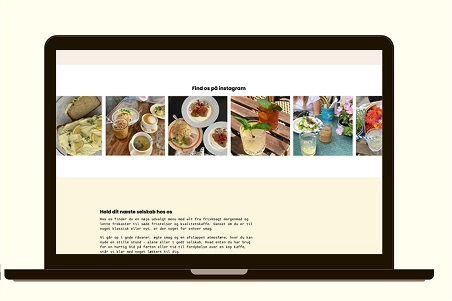 Find os på instagram
Hold dit næste selskab hos os
Hos os finder du en nøje udvalgt menu med alt fra friskbagt morgenmad og
lette frokoster til søde fristelser og kvalitetskaffe. Uanset om du er til
noget klassisk eller nyt, er der noget for enhver smag.
Vi går op i gode råvarer, ægte smag og en afslappet atmosfære, hvor du kan
nyde en stille stund – alene eller i godt selskab. Hvad enten du har brug
for en hurtig bid på farten eller tid til fordybelse over en kop kaffe,
står vi klar med noget lækkert til dig.